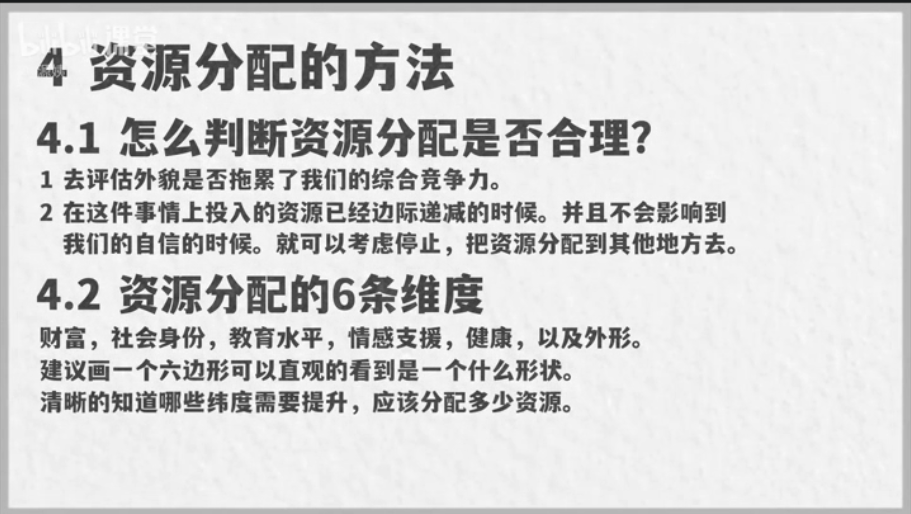 bilibili课堂
4 资源分配的方法
4.1 怎么判断资源分配是否合理?
1 去评估外貌是否拖累了我们的综合竞争力。
2 在这件事情上投入的资源已经边际递减的时候。并且不会影响到
我们的自信的时候。就可以考虑停止，把资源分配到其他地方去。
4.2 资源分配的6条维度
财富，社会身份，教育水平，情感支援，健康，以及外形。
建议画一个六边形可以直观的看到是一个什么形状。
清晰的知道哪些纬度需要提升，应该分配多少资源。